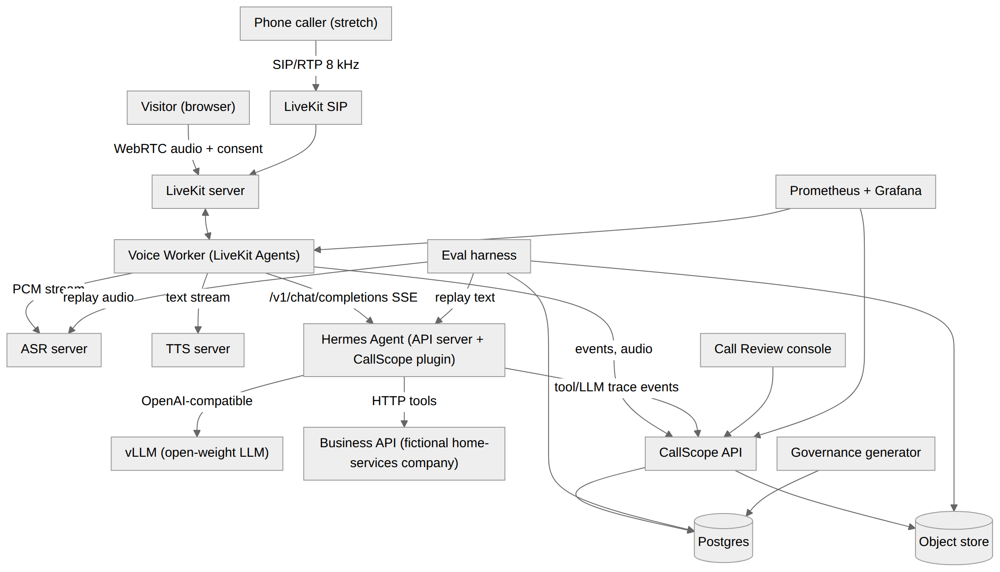 Phone caller (stretch)
SIP/RTP 8 kHz
Visitor (browser)
LiveKit SIP
WebRTC audio + consent
LiveKit server
Prometheus + Grafana
Voice Worker (LiveKit Agents)
Eval harness
PCM stream
replay audio
text stream
/v1/chat/completions SSE
replay text
ASR server
TTS server
Hermes Agent (API server +
CallScope plugin)
events, audio
Call Review console
tool/LLM trace events
OpenAI-compatible
HTTP tools
vLLM (open-weight LLM)
Business API (fictional home-
services company)
CallScope API
Governance generator
Postgres
Object store